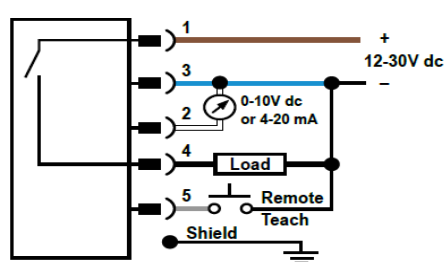 1
+
12-30V dc
3
–
0-10V dc
2
or 4-20 mA
4
Load
5
Remote
Teach
Shield